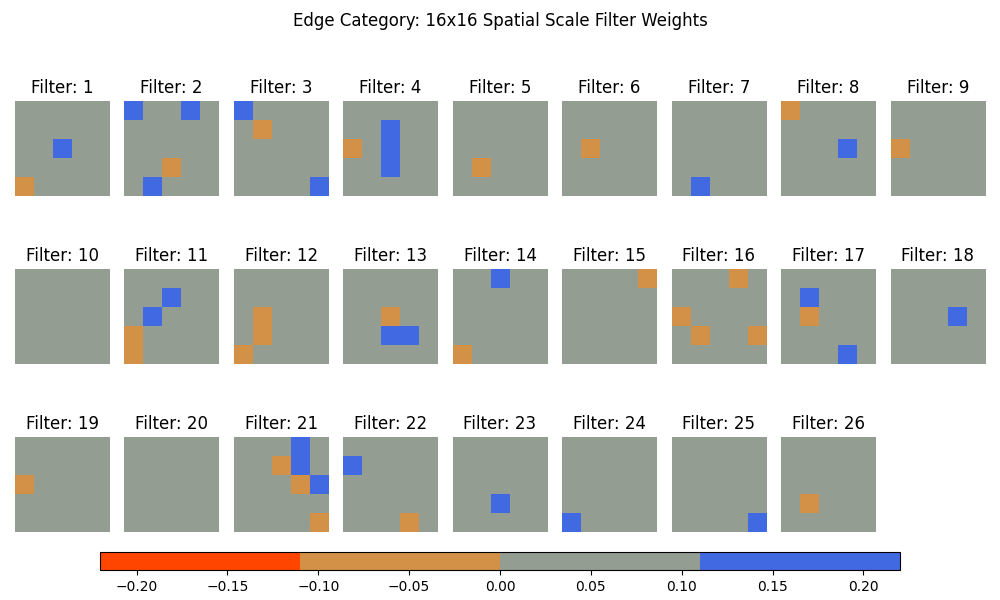 Edge Category: 16x16 Spatial Scale Filter Weights
Filter: 1 Filter: 2 Filter: 3 Filter: 4 Filter: 5 Filter: 6 Filter: 7 Filter: 8 Filter: 9
Filter: 10 Filter: 11 Filter: 12 Filter: 13 Filter: 14 Filter: 15 Filter: 16 Filter: 17 Filter: 18
Filter: 19 Filter: 20 Filter: 21 Filter: 22 Filter: 23 Filter: 24 Filter: 25 Filter: 26
−0.20 −0.15 −0.10 −0.05 0.00 0.05 0.10 0.15 0.20